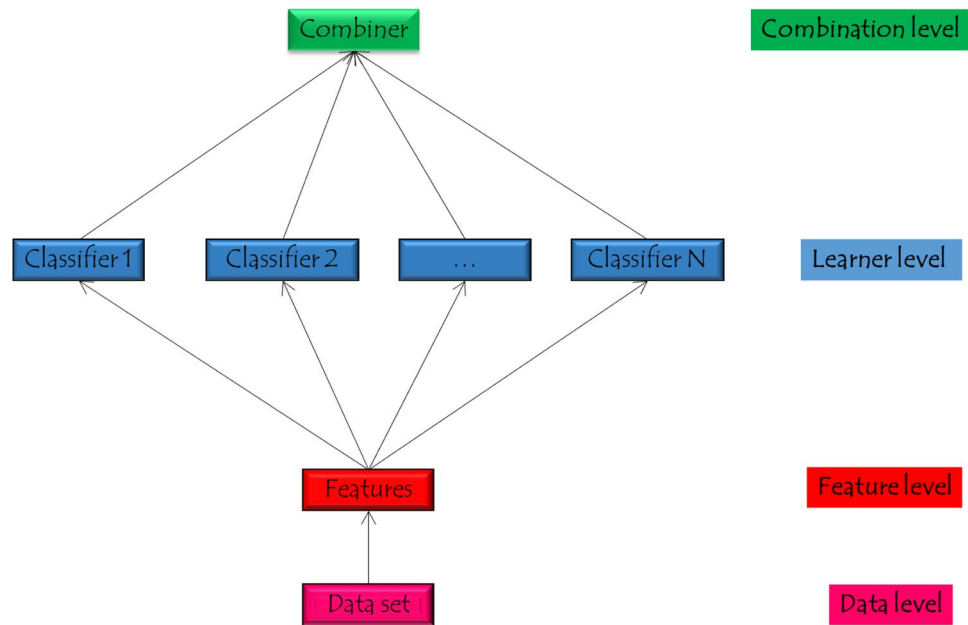 Combiner
Combination level
Classifier 1
Classifier 2
...
Classifier N
Learner level
Features
Feature level
Data set
Data level